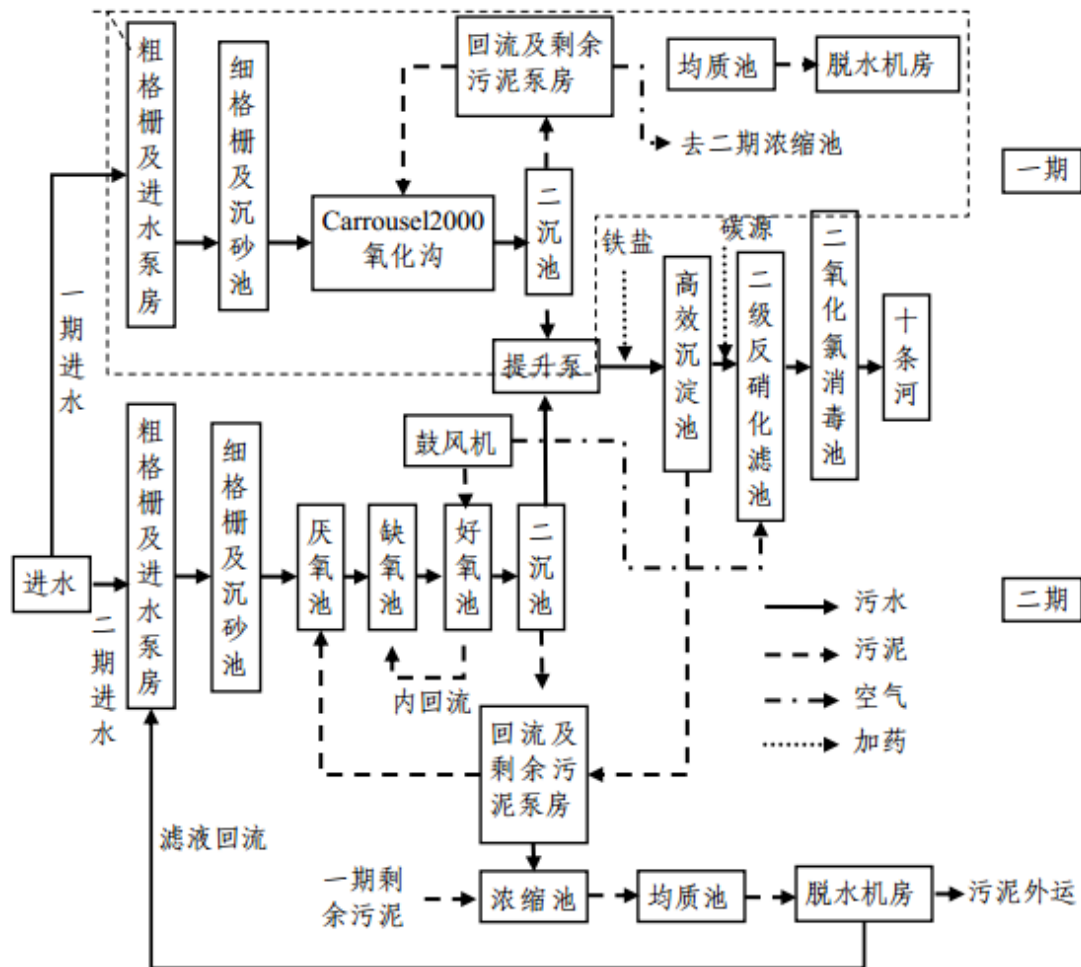 粗格栅及进水泵房
细格栅及沉砂池
回流及剩余
污泥泵房
均质池
脱水机房
去二期浓缩池
一期
Carrousel2000
氧化沟
二沉池
铁盐
碳源
高效沉淀池
二级反硝化滤池
二氧化氯消毒池
十条河
一期进水
提升泵
粗格栅及进水泵房
细格栅及沉砂池
鼓风机
厌氧池
缺氧池
好氧池
二沉池
进水
二期进水
内回流
污水
污泥
空气
加药
二期
回流及
剩余污
泥泵房
滤液回流
一期剩
余污泥
浓缩池
均质池
脱水机房
污泥外运